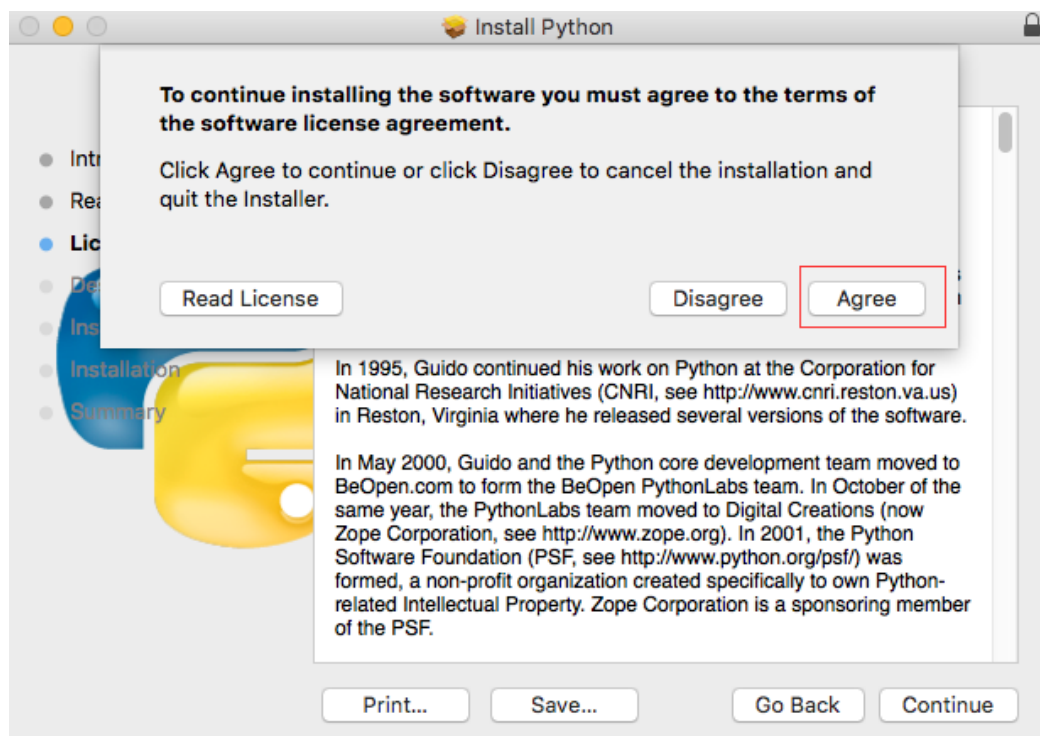 Install Python
To continue installing the software you must agree to the terms of
the software license agreement.
Click Agree to continue or click Disagree to cancel the installation and
quit the Installer.
Read License
Disagree
Agree
Lic
Ins
Installation
Summary
In 1995, Guido continued his work on Python at the Corporation for
National Research Initiatives (CNRI, see http://www.cnri.reston.va.us)
in Reston, Virginia where he released several versions of the software.
In May 2000, Guido and the Python core development team moved to
BeOpen.com to form the BeOpen PythonLabs team. In October of the
same year, the PythonLabs team moved to Digital Creations (now
Zope Corporation, see http://www.zope.org). In 2001, the Python
Software Foundation (PSF, see http://www.python.org/psf/) was
formed, a non-profit organization created specifically to own Python-
related Intellectual Property. Zope Corporation is a sponsoring member
of the PSF.
Print...
Save...
Go Back
Continue